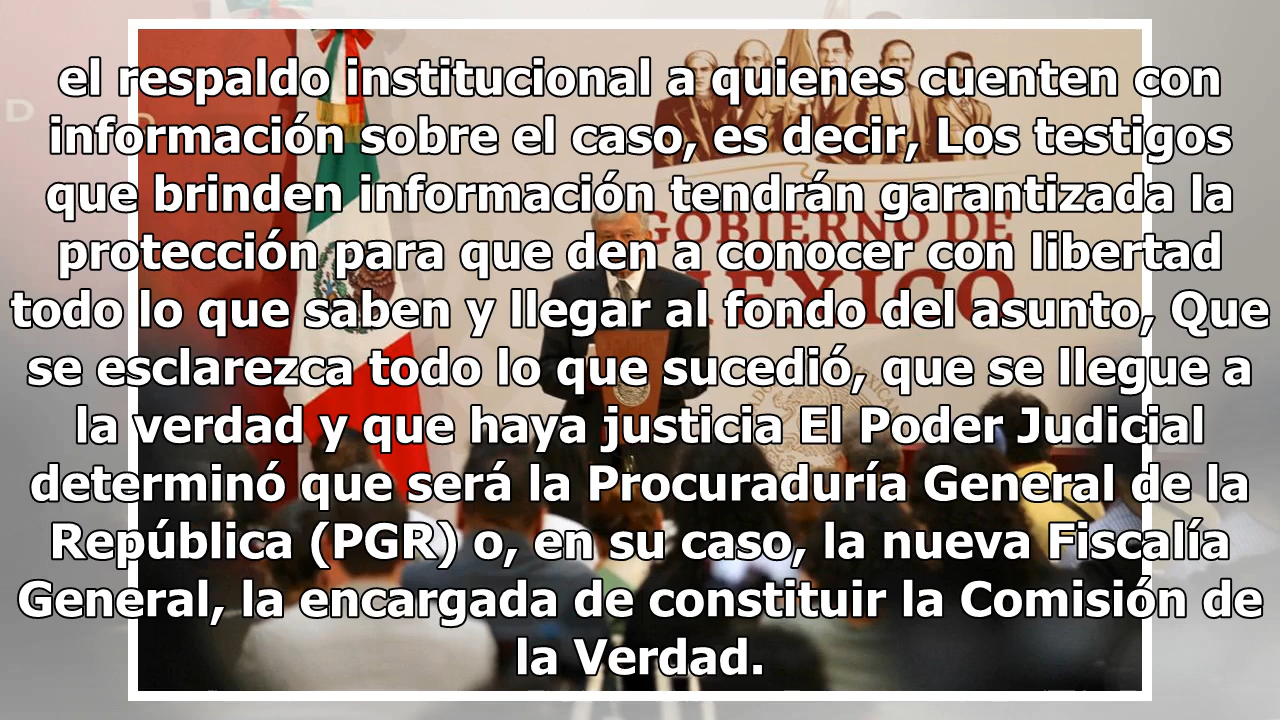 el respaldo institucional a quienes cuenten con
información sobre el caso, es decir, Los testigos
que brinden información tendrán garantizada la
protección para que den a conocer con libertad
todo lo que saben y llegar al fondo del asunto, Que
se esclarezca todo lo que sucedió, que se llegue a
la verdad y que haya justicia El Poder Judicial
determinó que será la Procuraduría General de la
República (PGR) o, en su caso, la nueva Fiscalía
General, la encargada de constituir la Comisión de
la Verdad.
GOBIERNO DE
MÉXICO